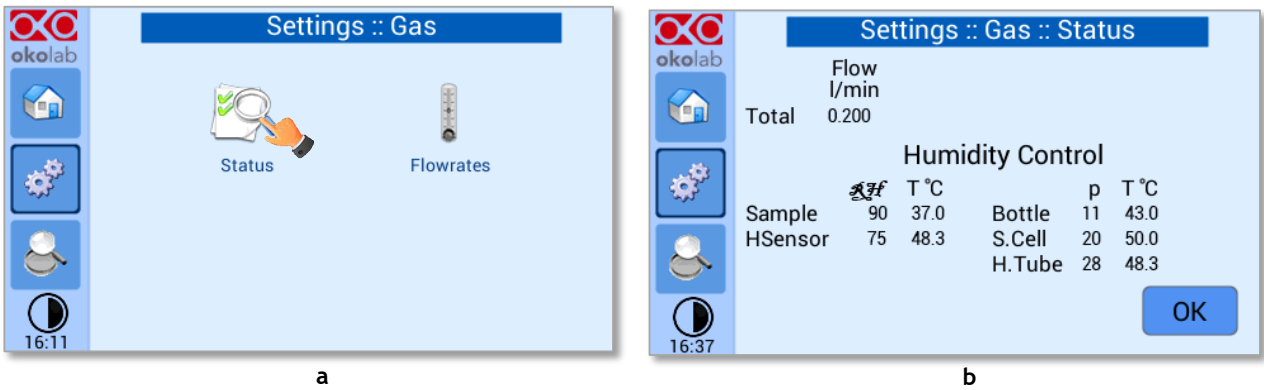 okolab
Settings :: Gas
Status
Flowrates
16:11
a
okolab
Settings :: Gas :: Status
Flow
l/min
Total 0.200
Humidity Control
RH T °C p T °C
Sample 90 37.0 Bottle 11 43.0
HSensor 75 48.3 S.Cell 20 50.0
H.Tube 28 48.3
OK
16:37
b